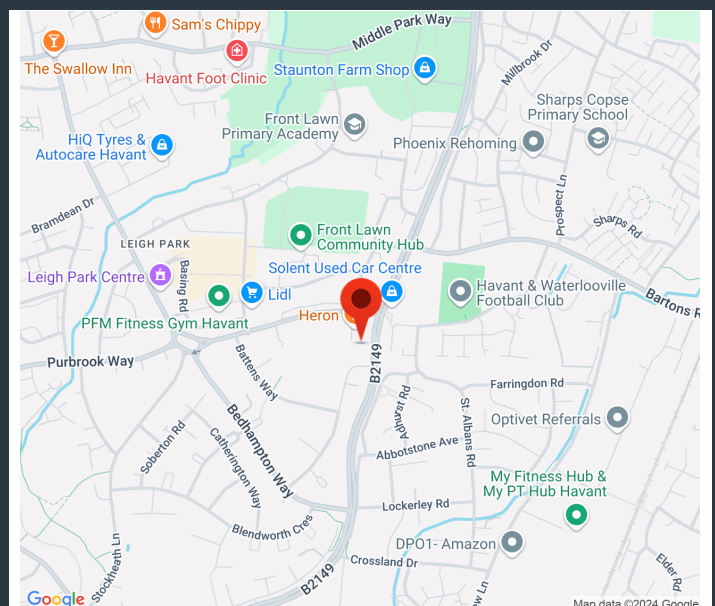 Middle Park Way
Sam's Chippy
The Swallow Inn
Havant Foot Clinic
Staunton Farm Shop
Millbrook Dr
Sharps Copse
Primary School
Front Lawn
Primary Academy
HiQ Tyres &
Autocare Havant
Phoenix Rehoming
Prospect Ln
Bramdean Dr
Sharps Rd
LEIGH PARK
Front Lawn
Community Hub
Leigh Park Centre
Basing Rd
Solent Used Car Centre
Lidl
Havant & Waterlooville
Football Club
Bartons R
PFM Fitness Gym Havant
Heron
Purbrook Way
B2149
Battens Way
Farringdon Rd
Adhurst Rd
St. Albans Rd
Optivet Referrals
Bedhampton Way
Soberton Rd
Catherington Way
Abbotstone Ave
My Fitness Hub &
My PT Hub Havant
Lockerley Rd
Blendworth Cres
DPO1- Amazon
Stockheath Ln
Crossland Dr
Elder Rd
B2149
ew Ln
Google
Map data ©2024 Google